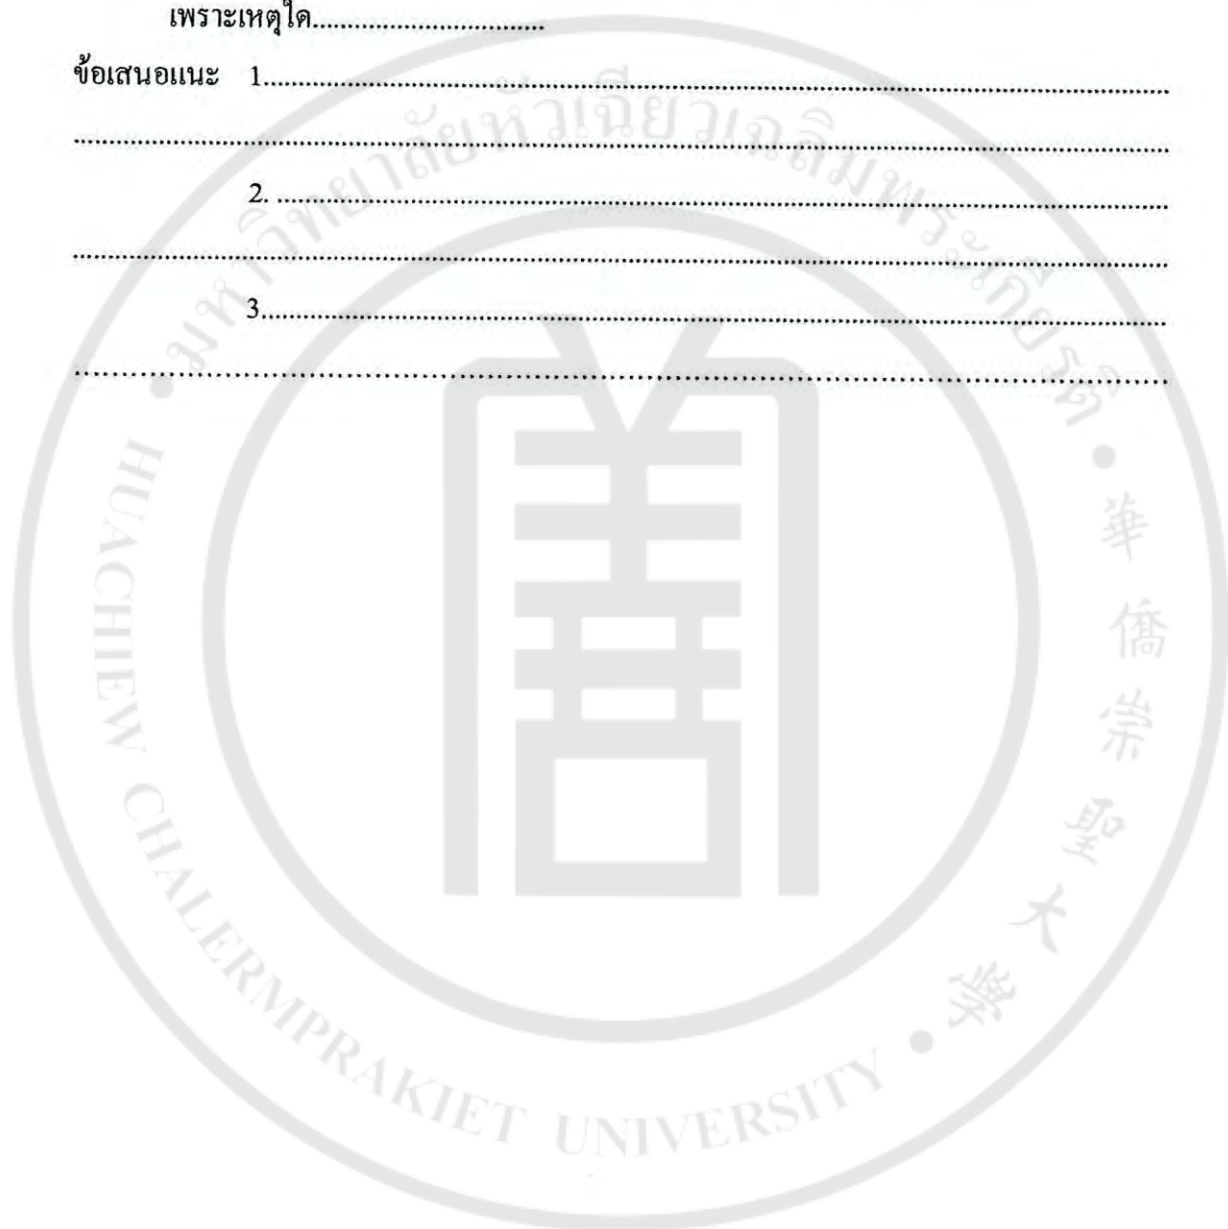 เพราะเหตุใด..................................
ข้อเสนอแนะ 1....................................................................................................
....................................................................................................
2. ....................................................................................................
....................................................................................................
3....................................................................................................
....................................................................................................
มหาวิทยาลัยหัวเฉียวเฉลิมพระเกียรติ
HUACHIEW CHALERMPRAKIET UNIVERSITY
華僑崇聖大學